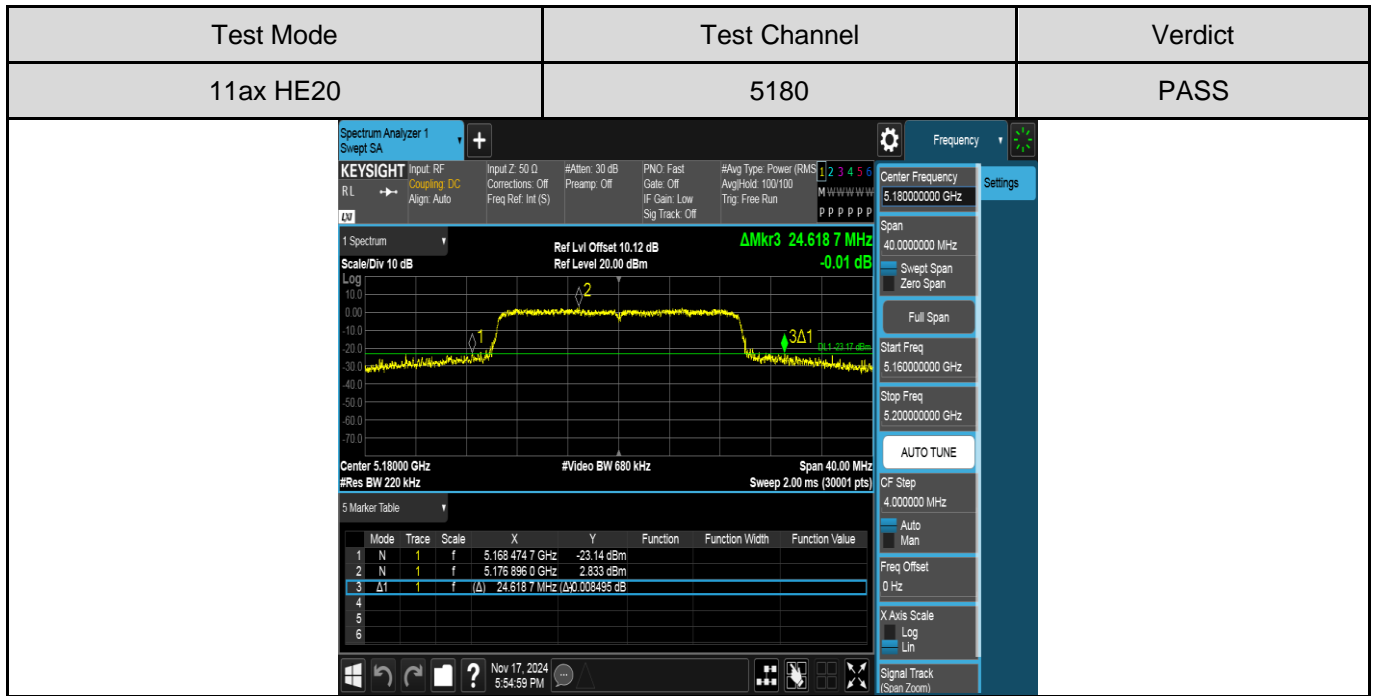 Test Mode Test Channel Verdict
11ax HE20 5180 PASS
Spectrum Analyzer 1
Swept SA
+
Frequency
KEYSIGHT Input: RF Input Z: 50 Ω #Atten: 30 dB PNO: Fast #Avg Type: Power (RMS 1 2 3 4 5 6
RL Coupling: DC Corrections: Off Preamp: Off Gate: Off Avg|Hold: 100/100 M W W W W W
Align: Auto Freq Ref: Int (S) IF Gain: Low Trig: Free Run
LXI Sig Track: Off P P P P P P
1 Spectrum Ref Lvl Offset 10.12 dB ΔMkr3 24.618 7 MHz
Scale/Div 10 dB Ref Level 20.00 dBm -0.01 dB
Log
10.0
0.00
-10.0
-20.0
-30.0
-40.0
-50.0
-60.0
-70.0
1
2
3Δ1
DL1 -23.17 dBm
Center 5.18000 GHz #Video BW 680 kHz Span 40.00 MHz
#Res BW 220 kHz Sweep 2.00 ms (30001 pts)
5 Marker Table
Mode Trace Scale X Y Function Function Width Function Value
1 N 1 f 5.168 474 7 GHz -23.14 dBm
2 N 1 f 5.176 896 0 GHz 2.833 dBm
3 Δ1 1 f (Δ) 24.618 7 MHz (Δ)-0.008495 dB
4
5
6
?
Nov 17, 2024
5:54:59 PM
Center Frequency
5.180000000 GHz
Settings
Span
40.0000000 MHz
Swept Span
Zero Span
Full Span
Start Freq
5.160000000 GHz
Stop Freq
5.200000000 GHz
AUTO TUNE
CF Step
4.000000 MHz
Auto
Man
Freq Offset
0 Hz
X Axis Scale
Log
Lin
Signal Track
(Span Zoom)